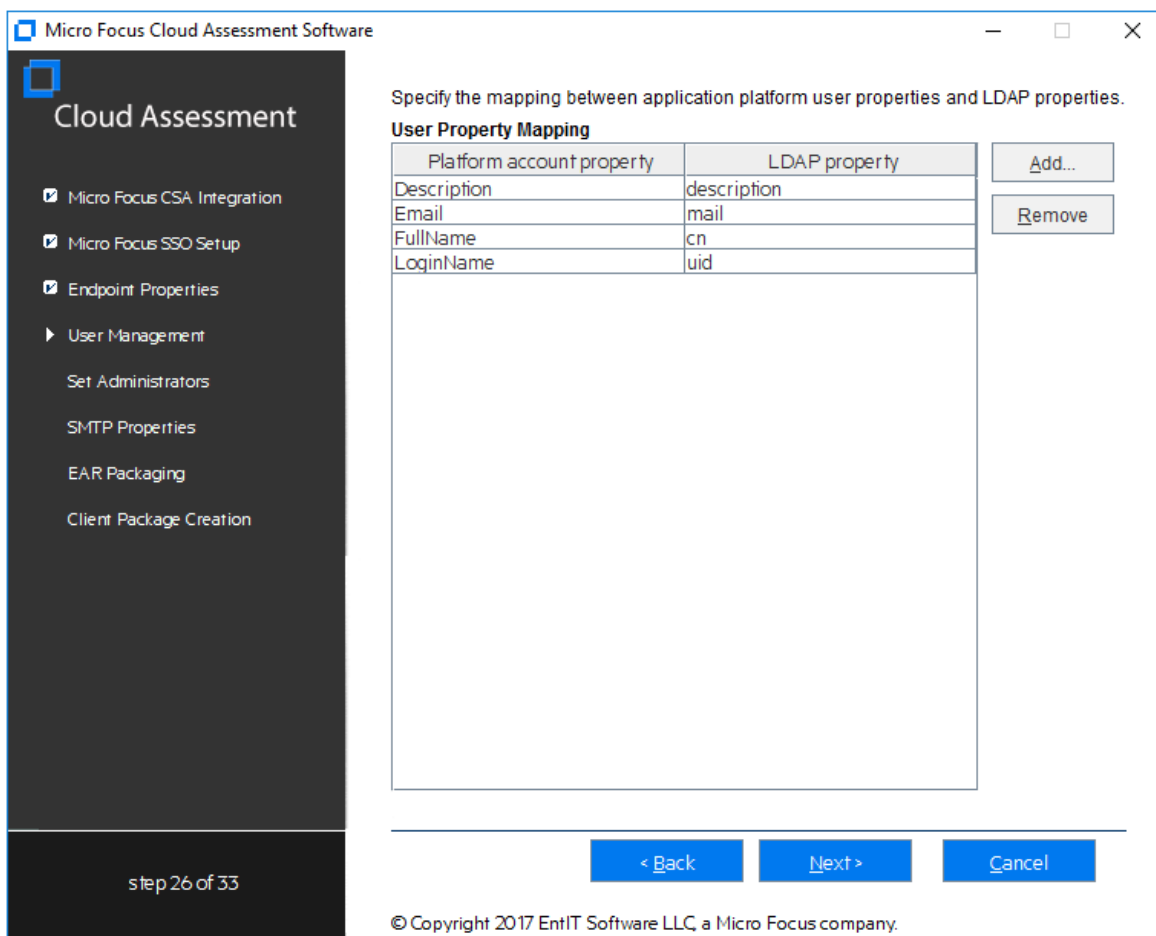 Micro Focus Cloud Assessment Software
Cloud Assessment
Micro Focus CSA Integration
Micro Focus SSO Setup
Endpoint Properties
User Management
Set Administrators
SMTP Properties
EAR Packaging
Client Package Creation
step 26 of 33
Specify the mapping between application platform user properties and LDAP properties.
User Property Mapping
Platform account property LDAP property
Description description
Email mail
FullName cn
LoginName uid
Add...
Remove
< Back Next > Cancel
© Copyright 2017 EntIT Software LLC, a Micro Focus company.